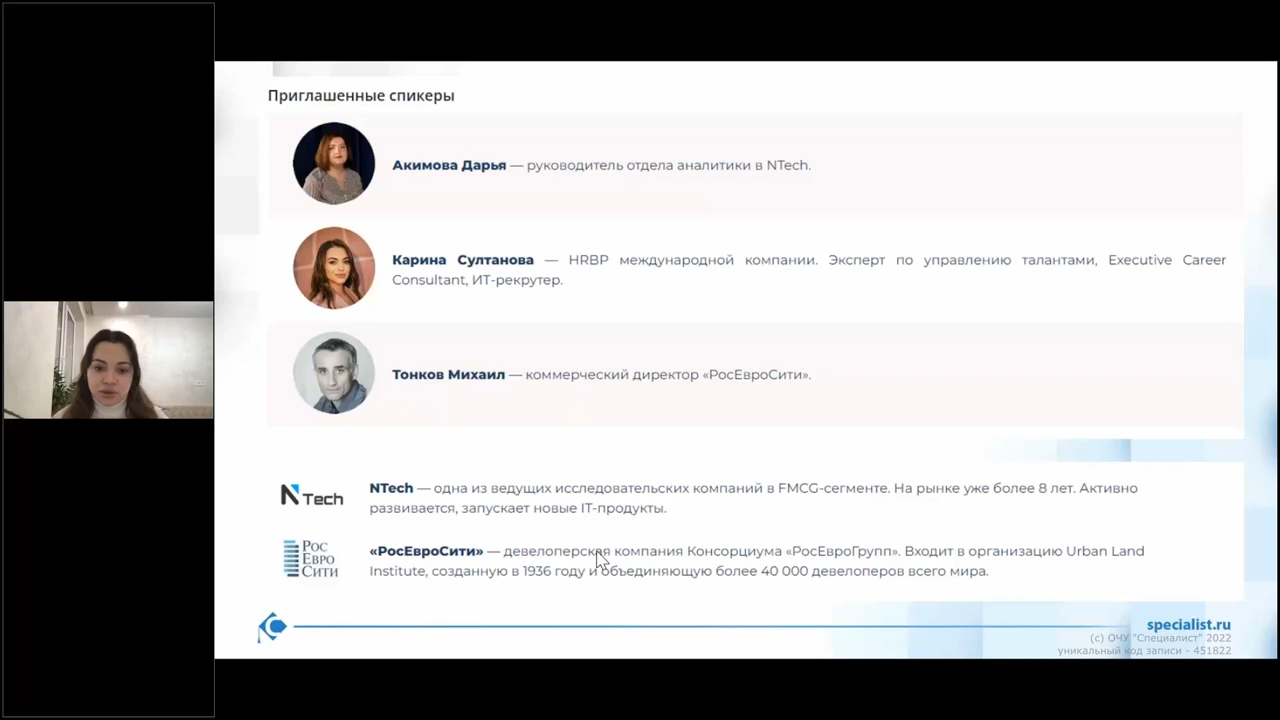 Приглашенные спикеры
Акимова Дарья — руководитель отдела аналитики в NTech.
Карина Султанова — HRBP международной компании. Эксперт по управлению талантами, Executive Career
Consultant, ИТ-рекрутер.
Тонков Михаил — коммерческий директор «РосЕвроСити».
N Tech
NTech — одна из ведущих исследовательских компаний в FMCG-сегменте. На рынке уже более 8 лет. Активно
развивается, запускает новые IT-продукты.
РОС
ЕВРО
СИТИ
«РосЕвроСити» — девелоперская компания Консорциума «РосЕвроГрупп». Входит в организацию Urban Land
Institute, созданную в 1936 году и объединяющую более 40 000 девелоперов всего мира.
specialist.ru
(с) ОЧУ "Специалист" 2022
уникальный код записи - 451822